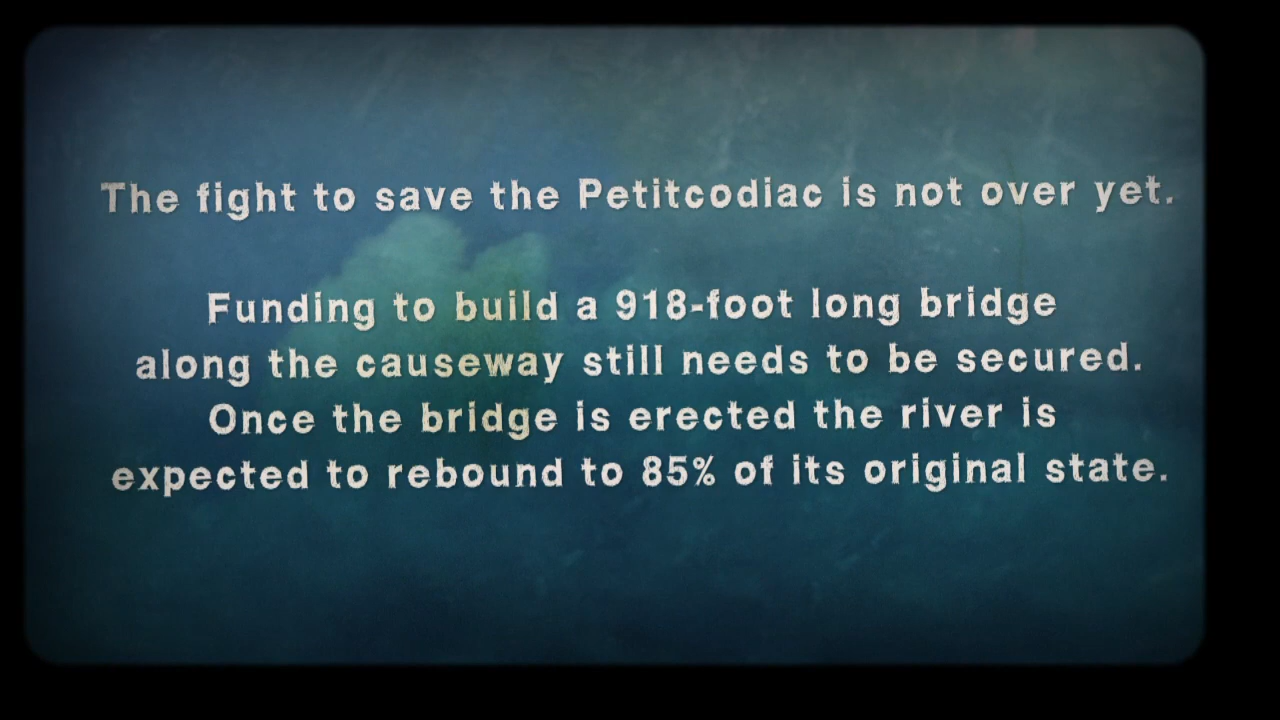 The fight to save the Petitcodiac is not over yet.
Funding to build a 918-foot long bridge
along the causeway still needs to be secured.
Once the bridge is erected the river is
expected to rebound to 85% of its original state.